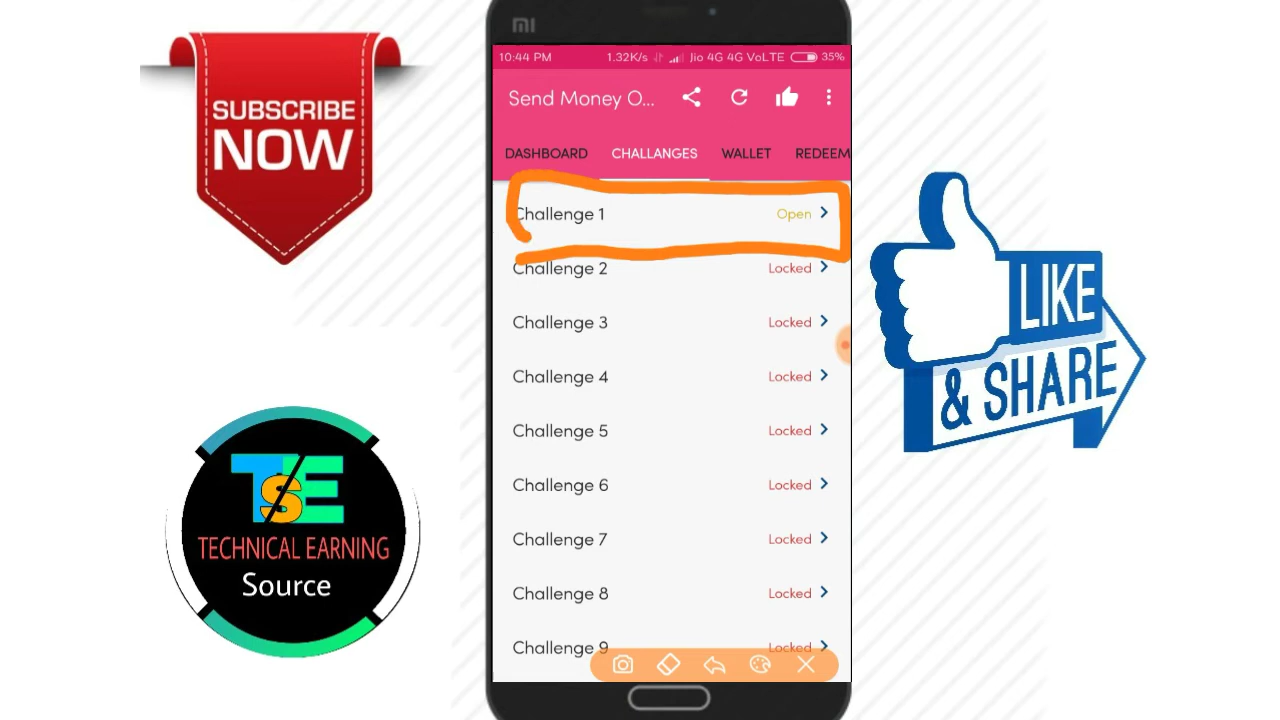 SUBSCRIBE
NOW
TSE
TECHNICAL EARNING
Source
MI
10:44 PM 1.32K/s Jio 4G 4G VoLTE 35%
Send Money O...
DASHBOARD CHALLANGES WALLET REDEEM
Challenge 1 Open
Challenge 2 Locked
Challenge 3 Locked
Challenge 4 Locked
Challenge 5 Locked
Challenge 6 Locked
Challenge 7 Locked
Challenge 8 Locked
Challenge 9 Locked
LIKE
& SHARE